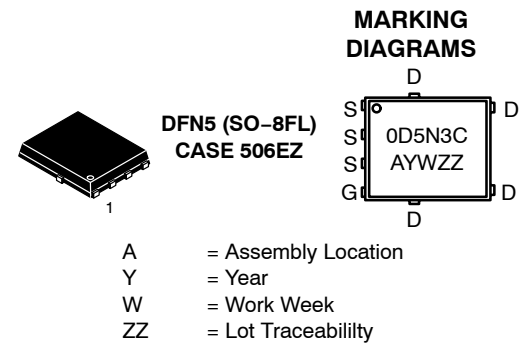 MARKING
DIAGRAMS
D
DFN5 (SO−8FL)
CASE 506EZ
S
D
S
0D5N3C
S
AYWZZ
G
D
D
1
A = Assembly Location
Y = Year
W = Work Week
ZZ = Lot Traceabililty